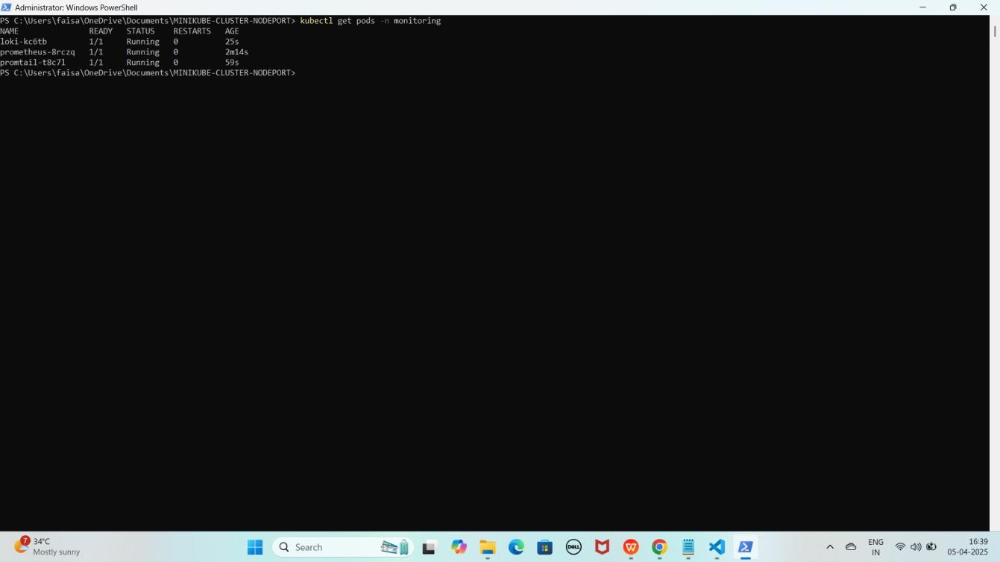 Administrator: Windows PowerShell
PS C:\Users\faisa\OneDrive\Documents\MINIKUBE-CLUSTER-NODEPORT> kubectl get pods -n monitoring
NAME READY STATUS RESTARTS AGE
loki-kc6tb 1/1 Running 0 25s
prometheus-8rczq 1/1 Running 0 2m14s
promtail-t8c7l 1/1 Running 0 59s
PS C:\Users\faisa\OneDrive\Documents\MINIKUBE-CLUSTER-NODEPORT>
7
34°C
Mostly sunny
Search
DELL
W
ENG
IN
16:39
05-04-2025